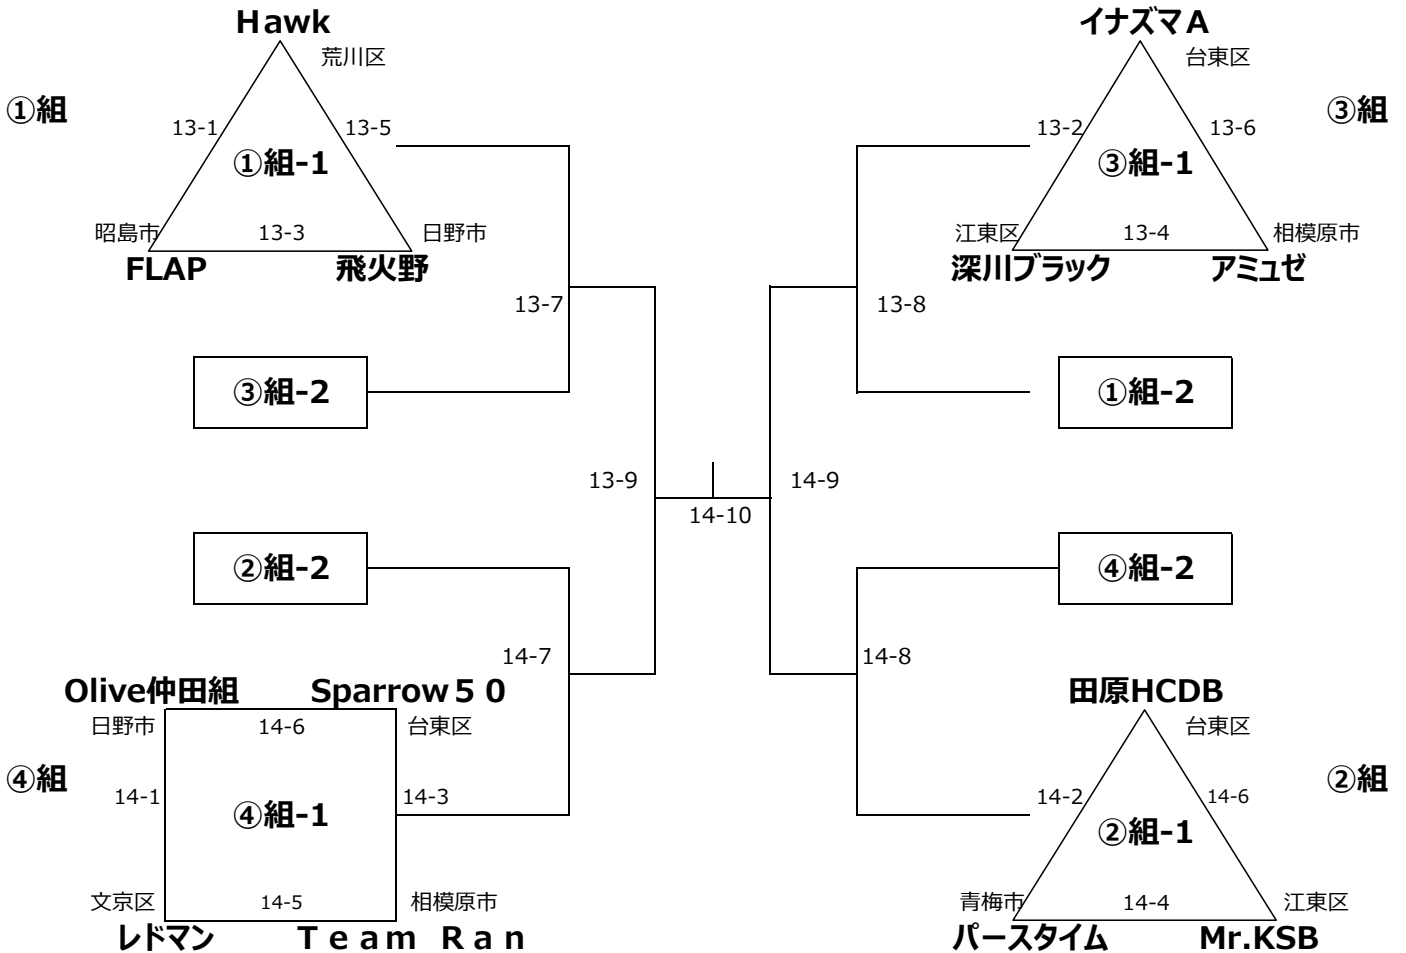 Hawk
イナズマA
荒川区
台東区
①組
③組
13-1
13-5
13-2
13-6
①組-1
③組-1
昭島市
13-3
日野市
江東区
13-4
相模原市
FLAP
飛火野
深川ブラック
アミュゼ
13-7
13-8
③組-2
①組-2
13-9
14-9
14-10
②組-2
④組-2
14-7
14-8
Olive仲田組
Sparrow５０
田原HCDB
日野市
14-6
台東区
台東区
④組
②組
14-1
14-3
14-2
14-6
④組-1
②組-1
文京区
14-5
相模原市
青梅市
14-4
江東区
レドマン
Ｔｅａｍ Ｒａｎ
パースタイム
Mr.KSB